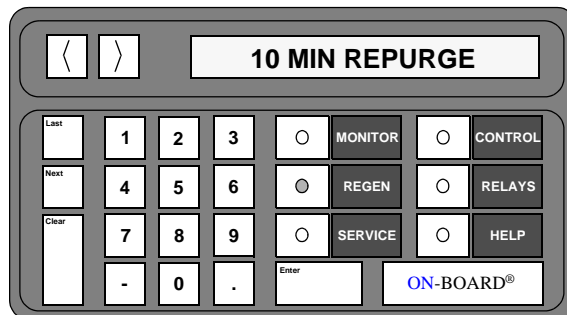 〈 〉 10 MIN REPURGE
Last 1 2 3 MONITOR CONTROL
Next 4 5 6 REGEN RELAYS
Clear 7 8 9 SERVICE HELP
- 0 . Enter ON-BOARD®